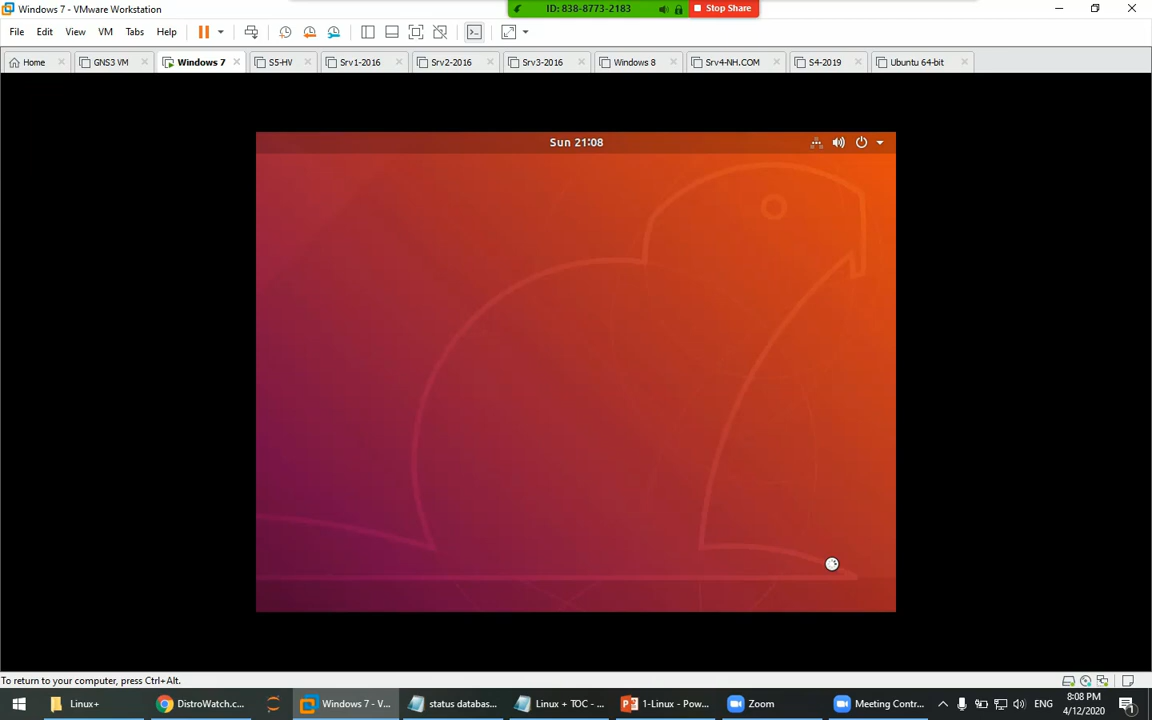 Windows 7 - VMware Workstation
ID: 838-8773-2183
Stop Share
File Edit View VM Tabs Help
Home
GNS3 VM
Windows 7
S5-HV
Srv1-2016
Srv2-2016
Srv3-2016
Windows 8
Srv4-NH.COM
S4-2019
Ubuntu 64-bit
Sun 21:08
To return to your computer, press Ctrl+Alt.
Linux+
DistroWatch.c...
Windows 7 - V...
status databas...
Linux + TOC - ...
1-Linux - Powe...
Zoom
Meeting Contr...
ENG
8:08 PM
4/12/2020
1